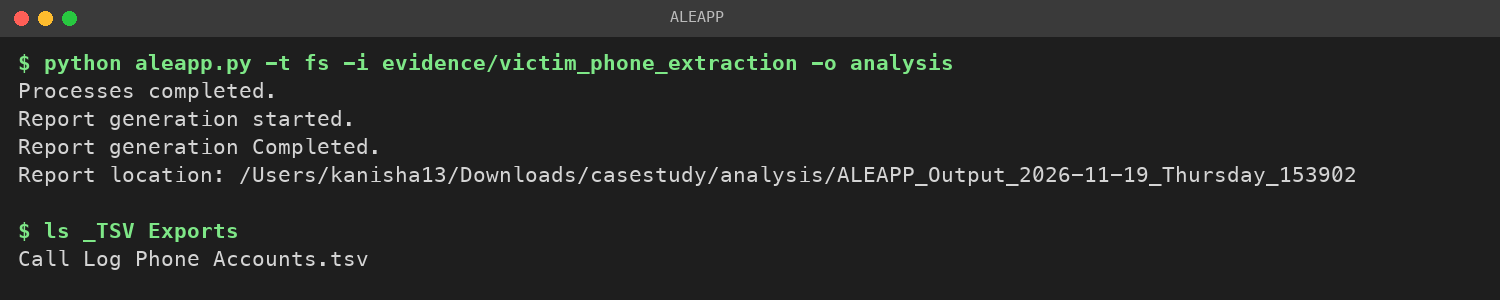 ALEAPP
$ python aleapp.py -t fs -i evidence/victim_phone_extraction -o analysis
Processes completed.
Report generation started.
Report generation Completed.
Report location: /Users/kanisha13/Downloads/casestudy/analysis/ALEAPP_Output_2026-11-19_Thursday_153902
$ ls _TSV Exports
Call Log Phone Accounts.tsv